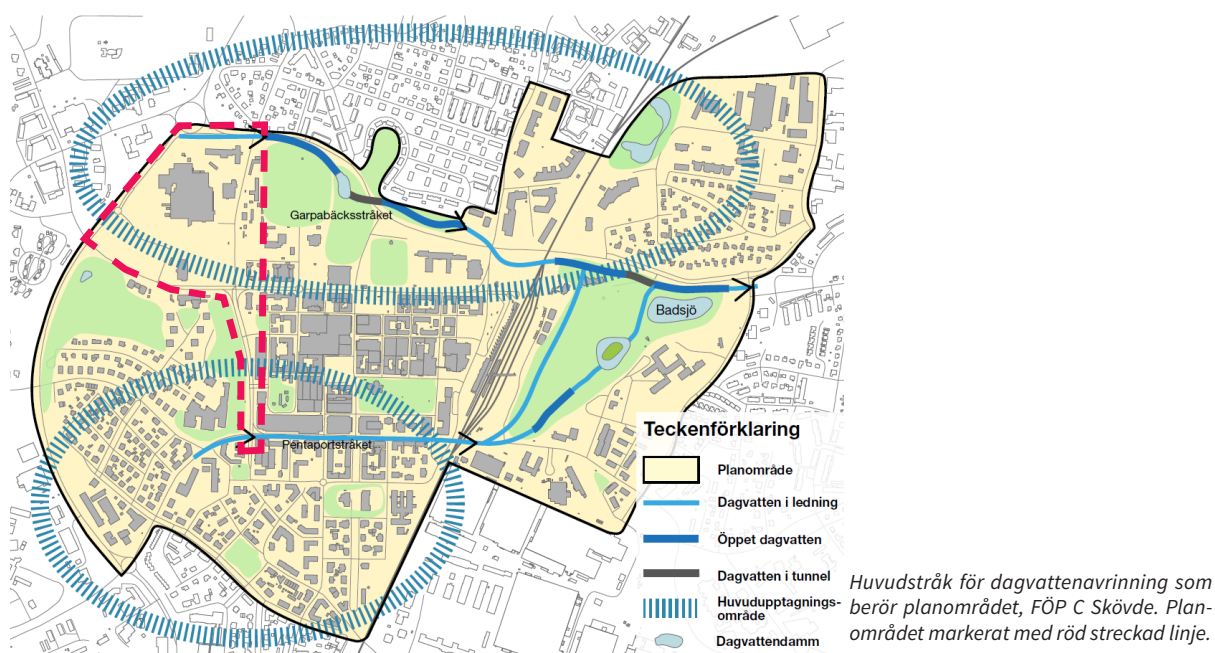 Garpabäcksstråket
Badsjö
Pentaportstråket
Teckenförklaring
Planområde
Dagvatten i ledning
Öppet dagvatten
Dagvatten i tunnel
Huvudupptagnings-
område
Dagvattendamm
Huvudstråk för dagvattenavrinning som
berör planområdet, FÖP C Skövde. Plan-
området markerat med röd streckad linje.